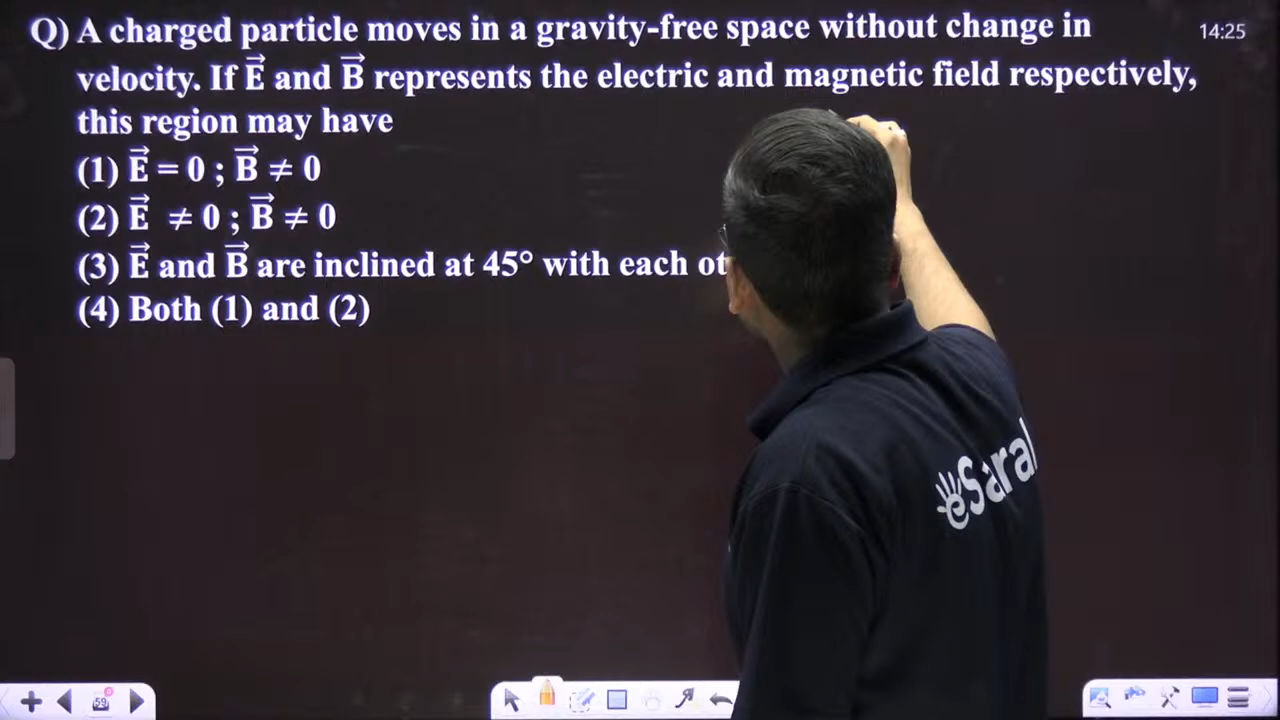 Q) A charged particle moves in a gravity-free space without change in
14:25
velocity. If E⃗ and B⃗ represents the electric and magnetic field respectively,
this region may have
(1) E⃗ = 0 ; B⃗ ≠ 0
(2) E⃗ ≠ 0 ; B⃗ ≠ 0
(3) E⃗ and B⃗ are inclined at 45° with each
(4) Both (1) and (2)
eSaral
59